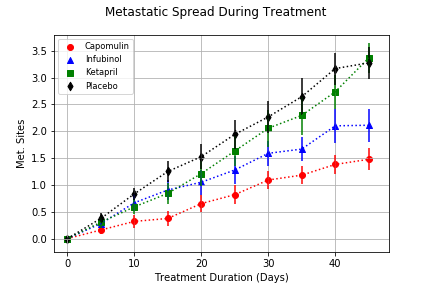 Metastatic Spread During Treatment
Capomulin
Infubinol
Ketapril
Placebo
Met. Sites
3.5
3.0
2.5
2.0
1.5
1.0
0.5
0.0
0 10 20 30 40
Treatment Duration (Days)